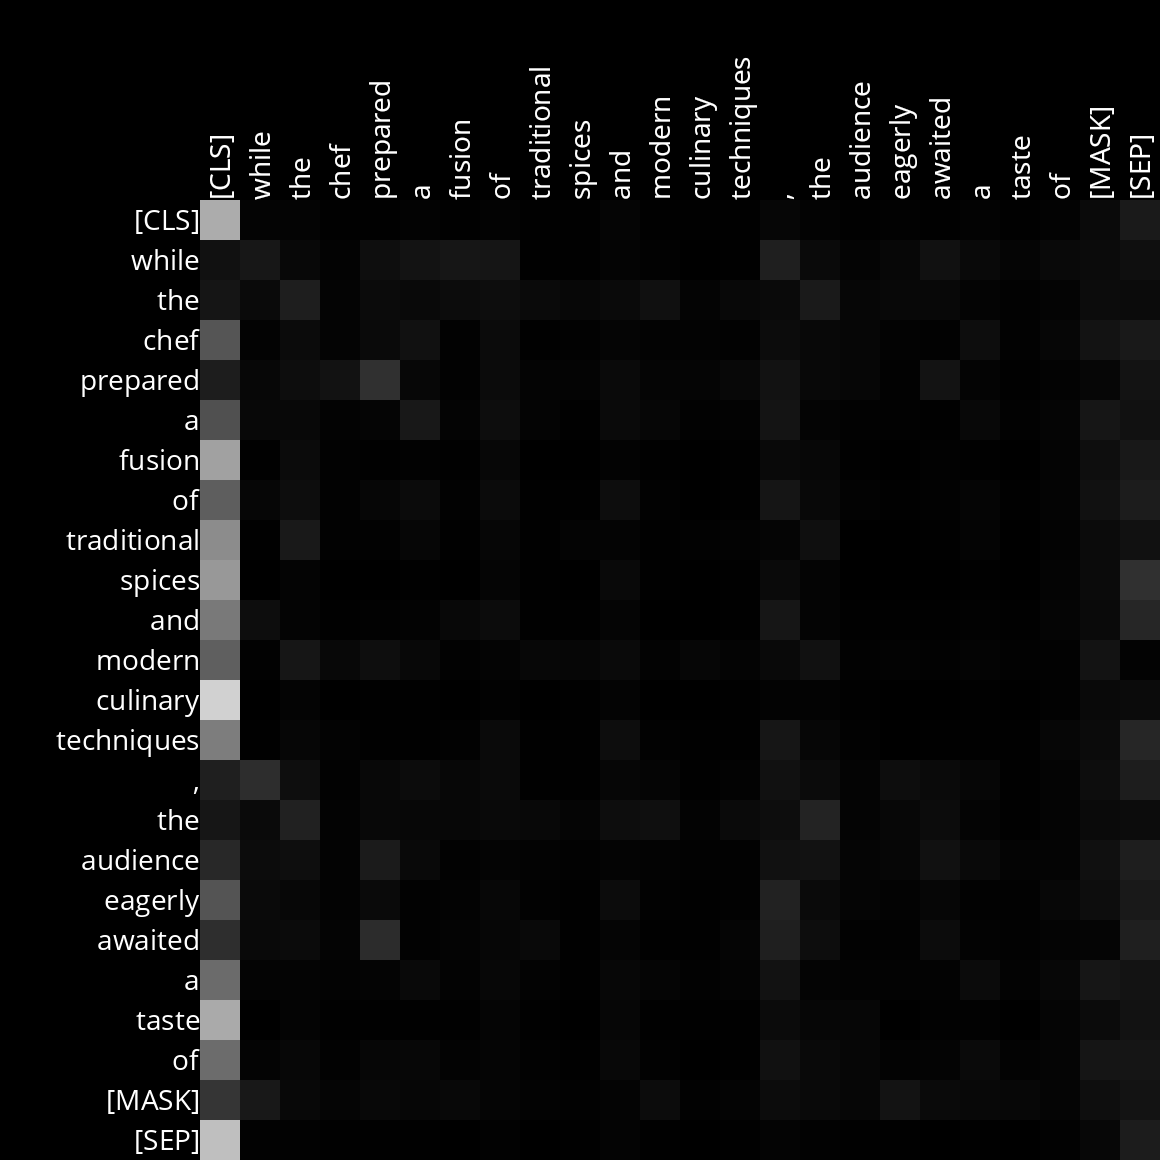 [CLS] while the chef prepared a fusion of traditional spices and modern culinary techniques , the audience eagerly awaited a taste of [MASK] [SEP]
[CLS]
while
the
chef
prepared
a
fusion
of
traditional
spices
and
modern
culinary
techniques
,
the
audience
eagerly
awaited
a
taste
of
[MASK]
[SEP]